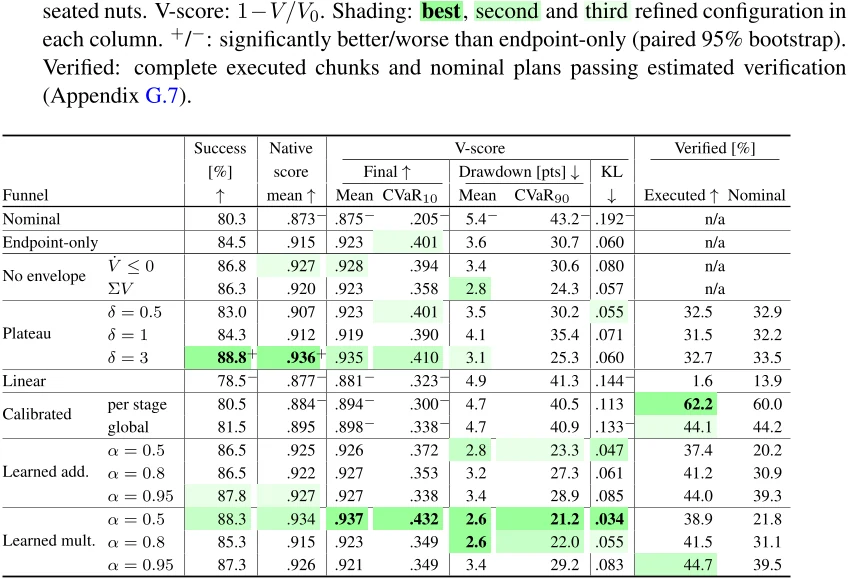 seated nuts. V-score: 1−V/V₀. Shading: best, second and third refined configuration in
each column. ⁺/⁻: significantly better/worse than endpoint-only (paired 95% bootstrap).
Verified: complete executed chunks and nominal plans passing estimated verification
(Appendix G.7).
Success Native V-score Verified [%]
[%] score Final ↑ Drawdown [pts] ↓ KL
Funnel ↑ mean ↑ Mean CVaR₁₀ Mean CVaR₉₀ ↓ Executed ↑ Nominal
Nominal 80.3 .873⁻ .875⁻ .205⁻ 5.4⁻ 43.2⁻ .192⁻ n/a
Endpoint-only 84.5 .915 .923 .401 3.6 30.7 .060 n/a
No envelope V̇ ≤ 0 86.8 .927 .928 .394 3.4 30.6 .080 n/a
ΣV 86.3 .920 .923 .358 2.8 24.3 .057 n/a
Plateau δ = 0.5 83.0 .907 .923 .401 3.5 30.2 .055 32.5 32.9
δ = 1 84.3 .912 .919 .390 4.1 35.4 .071 31.5 32.2
δ = 3 88.8⁺ .936⁺ .935 .410 3.1 25.3 .060 32.7 33.5
Linear 78.5⁻ .877⁻ .881⁻ .323⁻ 4.9 41.3 .144⁻ 1.6 13.9
Calibrated per stage 80.5 .884⁻ .894⁻ .300⁻ 4.7 40.5 .113 62.2 60.0
global 81.5 .895 .898⁻ .338⁻ 4.7 40.9 .133⁻ 44.1 44.2
Learned add. α = 0.5 86.5 .925 .926 .372 2.8 23.3 .047 37.4 20.2
α = 0.8 86.5 .922 .927 .353 3.2 27.3 .061 41.2 30.9
α = 0.95 87.8 .927 .927 .338 3.4 28.9 .085 44.0 39.3
Learned mult. α = 0.5 88.3 .934 .937 .432 2.6 21.2 .034 38.9 21.8
α = 0.8 85.3 .915 .923 .349 2.6 22.0 .055 41.5 31.1
α = 0.95 87.3 .926 .921 .349 3.4 29.2 .083 44.7 39.5